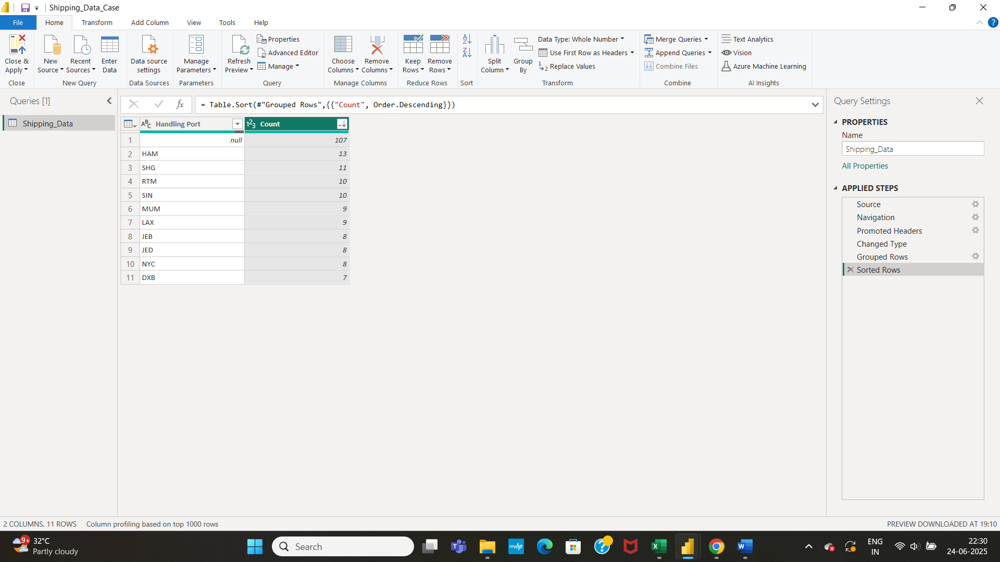 Shipping_Data_Case
File Home Transform Add Column View Tools Help
Close & Apply
New Source
Recent Sources
Enter Data
Data source settings
Manage Parameters
Refresh Preview
Properties
Advanced Editor
Manage
Choose Columns
Remove Columns
Keep Rows
Remove Rows
A Z
Z A
Split Column
Group By
Data Type: Whole Number
Use First Row as Headers
1 2 Replace Values
Merge Queries
Append Queries
Combine Files
Text Analytics
Vision
Azure Machine Learning
Close New Query Data Sources Parameters Query Manage Columns Reduce Rows Sort Transform Combine AI Insights
Queries [1]
Shipping_Data
fx = Table.Sort(#"Grouped Rows",{{"Count", Order.Descending}})
ABC Handling Port 123 Count
1 null 107
2 HAM 13
3 SHG 11
4 RTM 10
5 SIN 10
6 MUM 9
7 LAX 9
8 JEB 8
9 JED 8
10 NYC 8
11 DXB 7
Query Settings
PROPERTIES
Name
Shipping_Data
All Properties
APPLIED STEPS
Source
Navigation
Promoted Headers
Changed Type
Grouped Rows
Sorted Rows
2 COLUMNS, 11 ROWS Column profiling based on top 1000 rows PREVIEW DOWNLOADED AT 19:10
9+ 32°C
Partly cloudy
Search
myhp
ENG
IN
22:30
24-06-2025